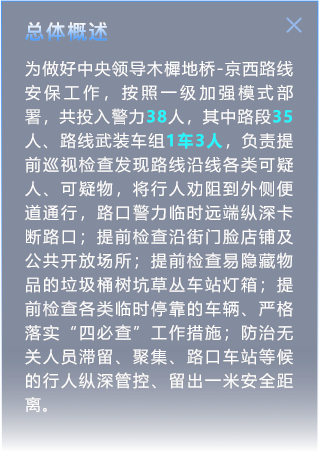 总体概述
为做好中央领导木樨地桥-京西路线
安保工作，按照一级加强模式部
署，共投入警力38人，其中路段35
人、路线武装车组1车3人，负责提
前巡视检查发现路线沿线各类可疑
人、可疑物，将行人劝阻到外侧便
道通行，路口警力临时远端纵深卡
断路口；提前检查沿街门脸店铺及
公共开放场所；提前检查易隐藏物
品的垃圾桶树坑草丛车站灯箱；提
前检查各类临时停靠的车辆、严格
落实“四必查”工作措施；防治无
关人员滞留、聚集、路口车站等候
的行人纵深管控、留出一米安全距
离。